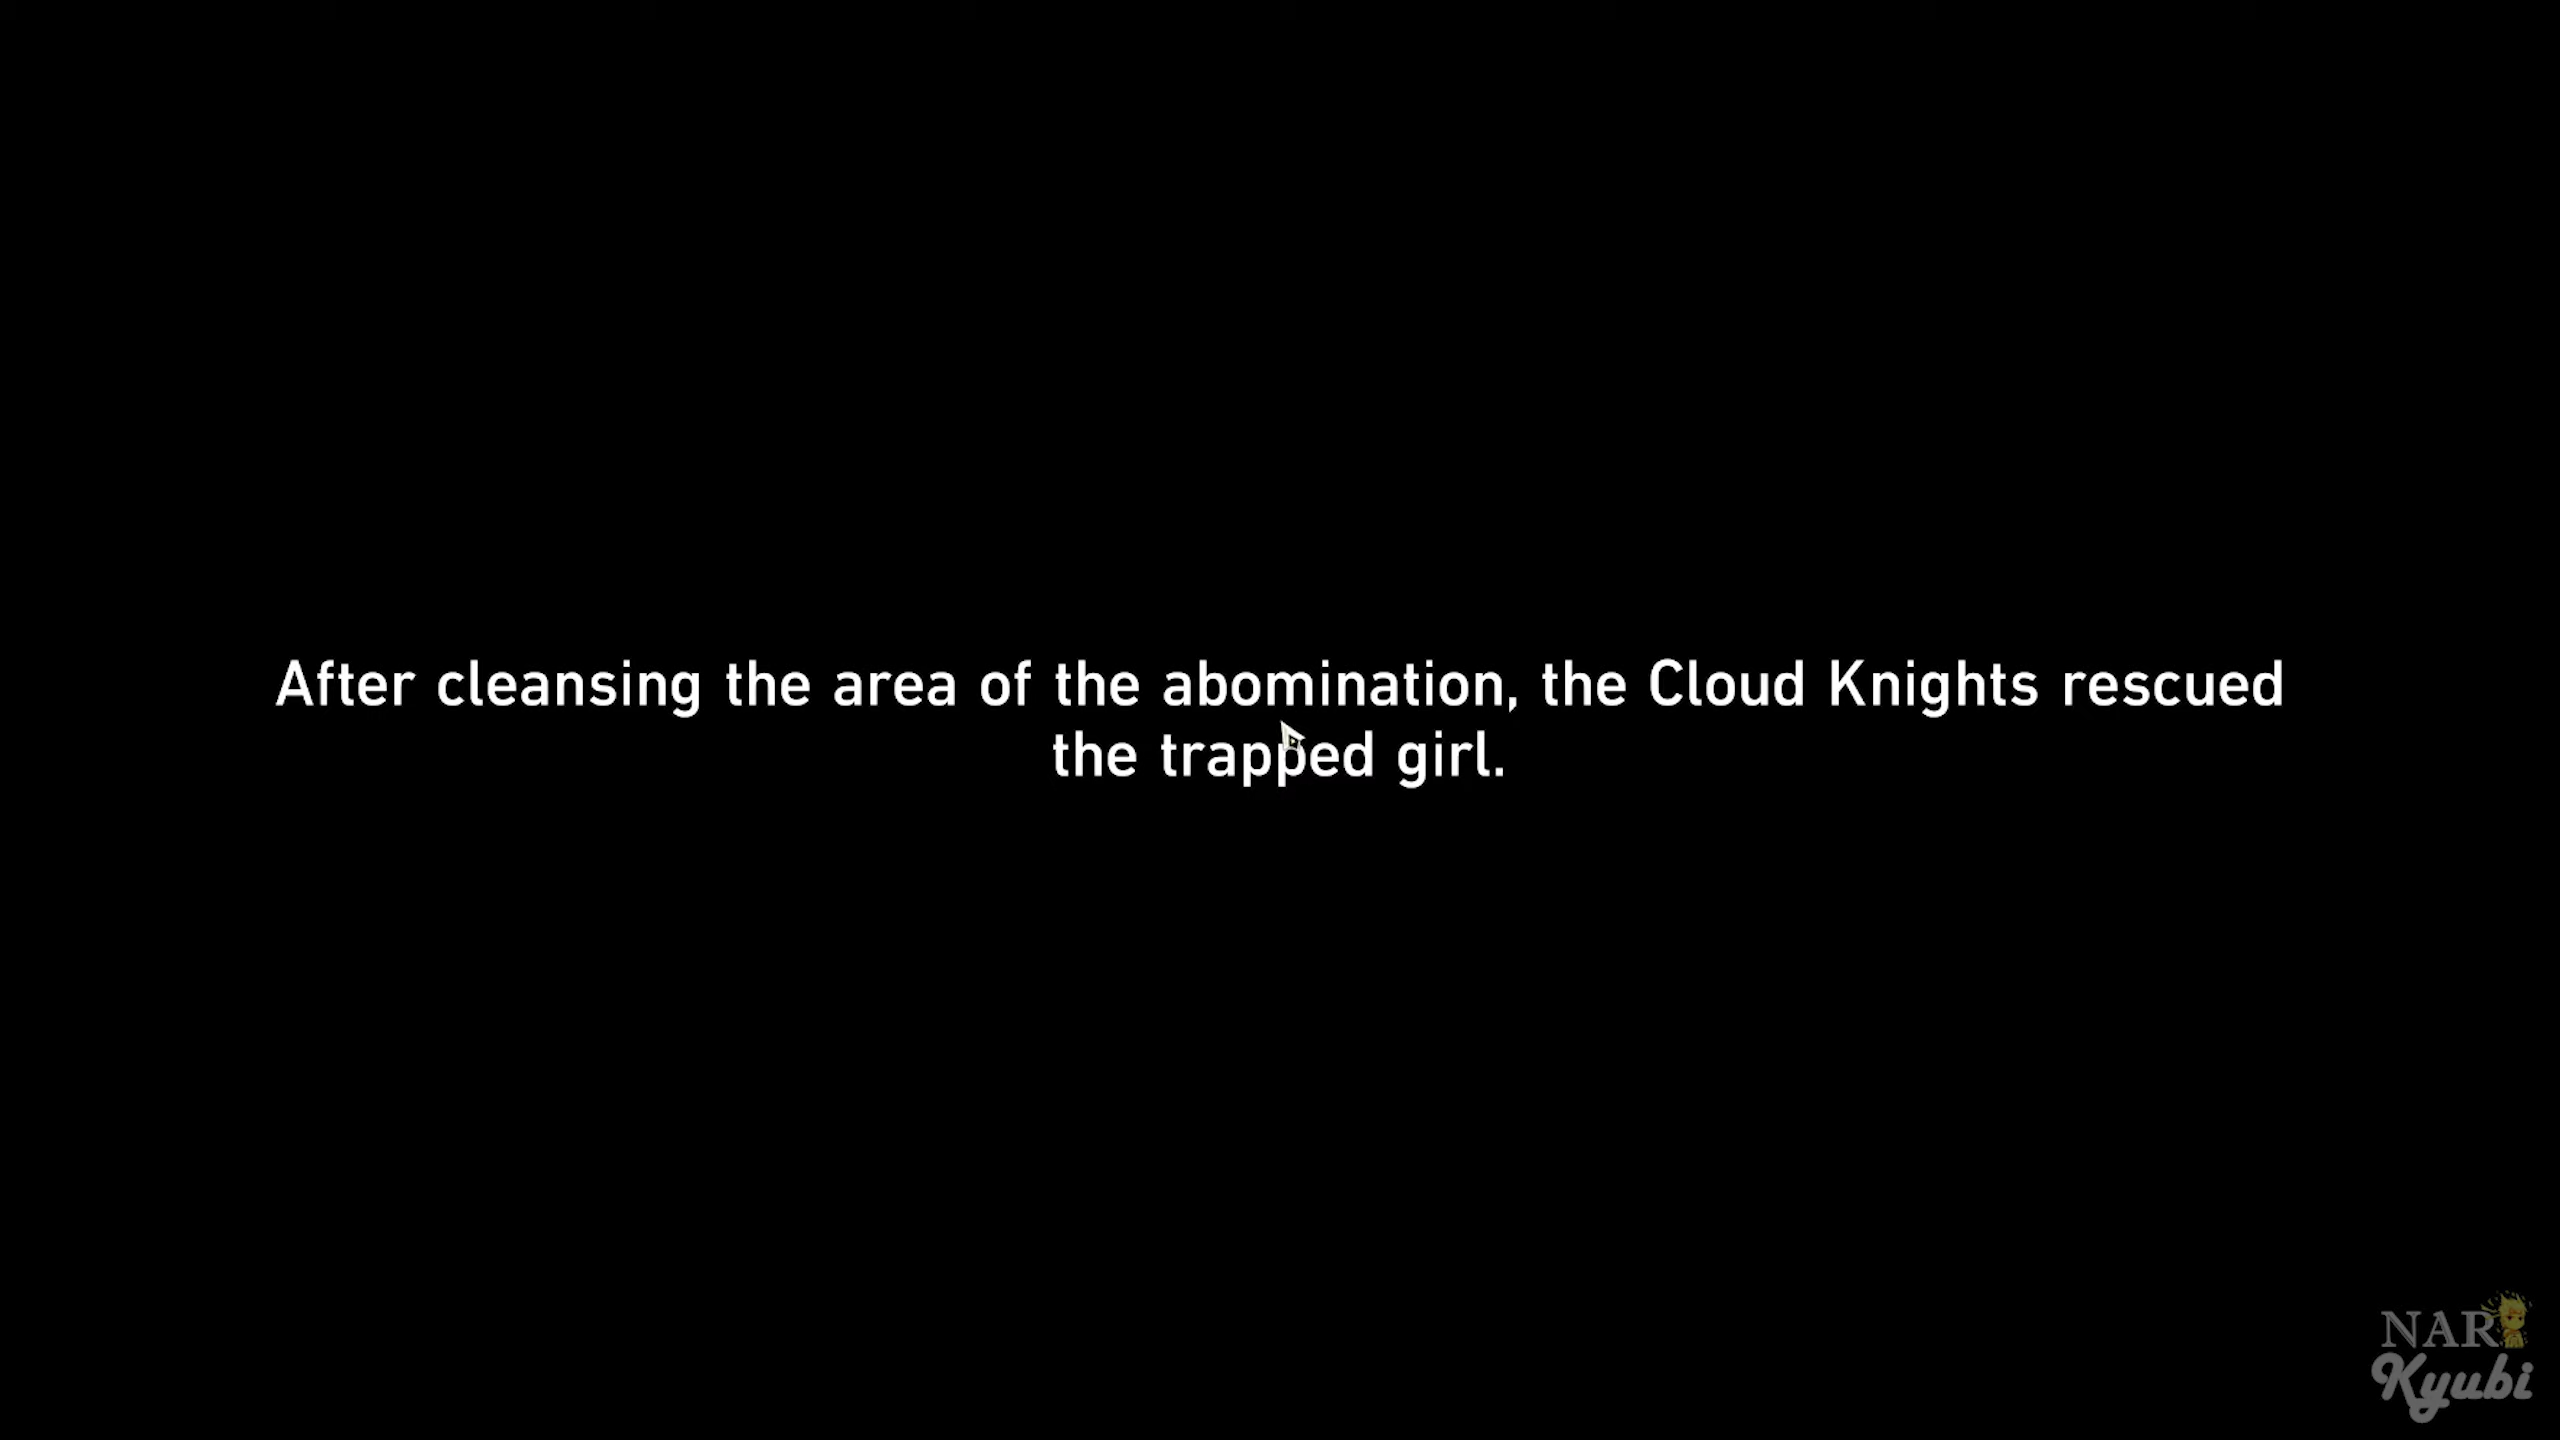 After cleansing the area of the abomination, the Cloud Knights rescued
the trapped girl.
NAR
Kyubi